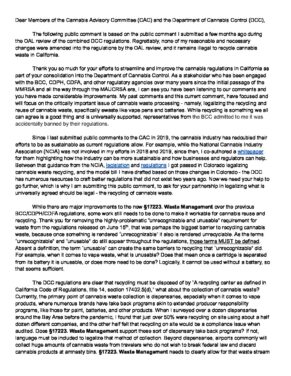 Dear Members of the Cannabis Advisory Committee (CAC) and the Department of Cannabis Control (DCC),
The following public comment is based on the public comment I submitted a few months ago during
the OAL review of the combined DCC regulations. Regretfully, none of my reasonable and necessary
changes were amended into the regulations by the OAL review, and it remains illegal to recycle cannabis
waste in California.
Thank you so much for your efforts to streamline and improve the cannabis regulations in California as
part of your consolidation into the Department of Cannabis Control. As a stakeholder who has been engaged
with the BCC, CDPH, CDFA, and other regulatory agencies over many years since the initial passage of the
MMRSA and all the way through the MAUCRSA era, I can see you have been listening to our comments and
you have made considerable improvements. My past comments and this current comment, have focused and
will focus on the critically important issue of cannabis waste processing - namely, legalizing the recycling and
reuse of cannabis waste, specifically sweets like vape pens and batteries. While recycling is something we all
can agree is a good thing and is universally supported, representatives from the BCC admitted to me it was
accidentally banned by their regulations.
Since I last submitted public comments to the CAC in 2019, the cannabis industry has redoubled their
efforts to be as sustainable as current regulations allow. For example, while the National Cannabis Industry
Association (NCIA) was not involved in my efforts in 2018 and 2019, since then, I co-authored a whitepaper
for them highlighting how the industry can be more sustainable and how businesses and regulators can help.
Between that guidance from the NCIA, legislation and regulations I got passed in Colorado legalizing
cannabis waste recycling, and the model bill I have drafted based on those changes in Colorado - the DCC
has numerous resources to craft better regulations that did not exist two years ago. Now we need your help to
go further, which is why I am submitting this public comment, to ask for your partnership in legalizing what is
universally agreed should be legal - the recycling of cannabis waste.
While there are major improvements to the new §17223. Waste Management over the previous
BCC/CDPH/CDFA regulations, some work still needs to be done to make it workable for cannabis reuse and
recycling. Thank you for removing the highly-problematic "unrecognizable and unusable" requirement for
waste from the regulations released on June 16th, that was perhaps the biggest barrier to recycling cannabis
waste, because once something is rendered "unrecognizable" it also is rendered unrecyclable. As the terms
"unrecognizable" and "unusable" do still appear throughout the regulations, those terms MUST be defined.
Absent a definition, the term "unusable" can create the same barriers to recycling that "unrecognizable" did.
For example, when it comes to vape waste, what is unusable? Does that mean once a cartridge is separated
from its battery it is unusable, or does more need to be done? Logically, it cannot be used without a battery, so
that seems sufficient.
The DCC regulations are clear that recycling must be disposed of by "A recycling center as defined in
California Code of Regulations, title 14, section 17402.5(d)," but what about the collection of cannabis waste?
Currently, the primary point of cannabis waste collection is dispensaries, especially when it comes to vape
products, where numerous brands have take back programs akin to extended producer responsibility
programs, like those for paint, batteries, and other products. When I surveyed over a dozen dispensaries
around the Bay Area before the pandemic, I found that just over 50% were recycling on site using about a half
dozen different companies, and the other half felt that recycling on site would be a compliance issue when
audited. Does §17223. Waste Management support these sort of dispensary take back programs? If not,
language must be included to legalize that method of collection. Beyond dispensaries, airports commonly will
collect huge amounts of cannabis waste from travelers who do not wish to break federal law and discard
cannabis products at amnesty bins. §17223. Waste Management needs to clearly allow for that waste stream